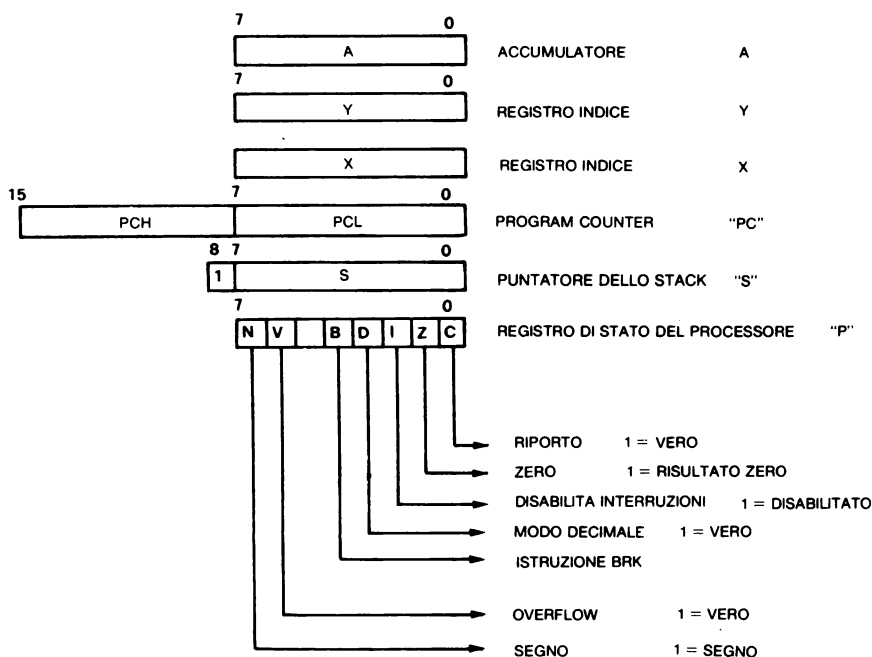 7 0
A ACCUMULATORE A
7 0
Y REGISTRO INDICE Y
X REGISTRO INDICE X
15 7 0
PCH PCL PROGRAM COUNTER "PC"
8 7 0
1 S PUNTATORE DELLO STACK "S"
7 0
N V B D I Z C REGISTRO DI STATO DEL PROCESSORE "P"
RIPORTO 1 = VERO
ZERO 1 = RISULTATO ZERO
DISABILITA INTERRUZIONI 1 = DISABILITATO
MODO DECIMALE 1 = VERO
ISTRUZIONE BRK
OVERFLOW 1 = VERO
SEGNO 1 = SEGNO